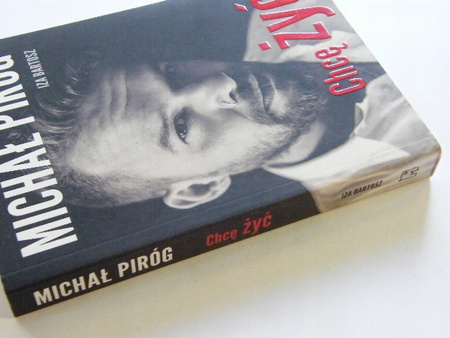 MICHAŁ PIRÓG
IZA BARTOSZ
Chcę żyć
MICHAŁ PIRÓG
Chcę żyć
IZA BARTOSZ